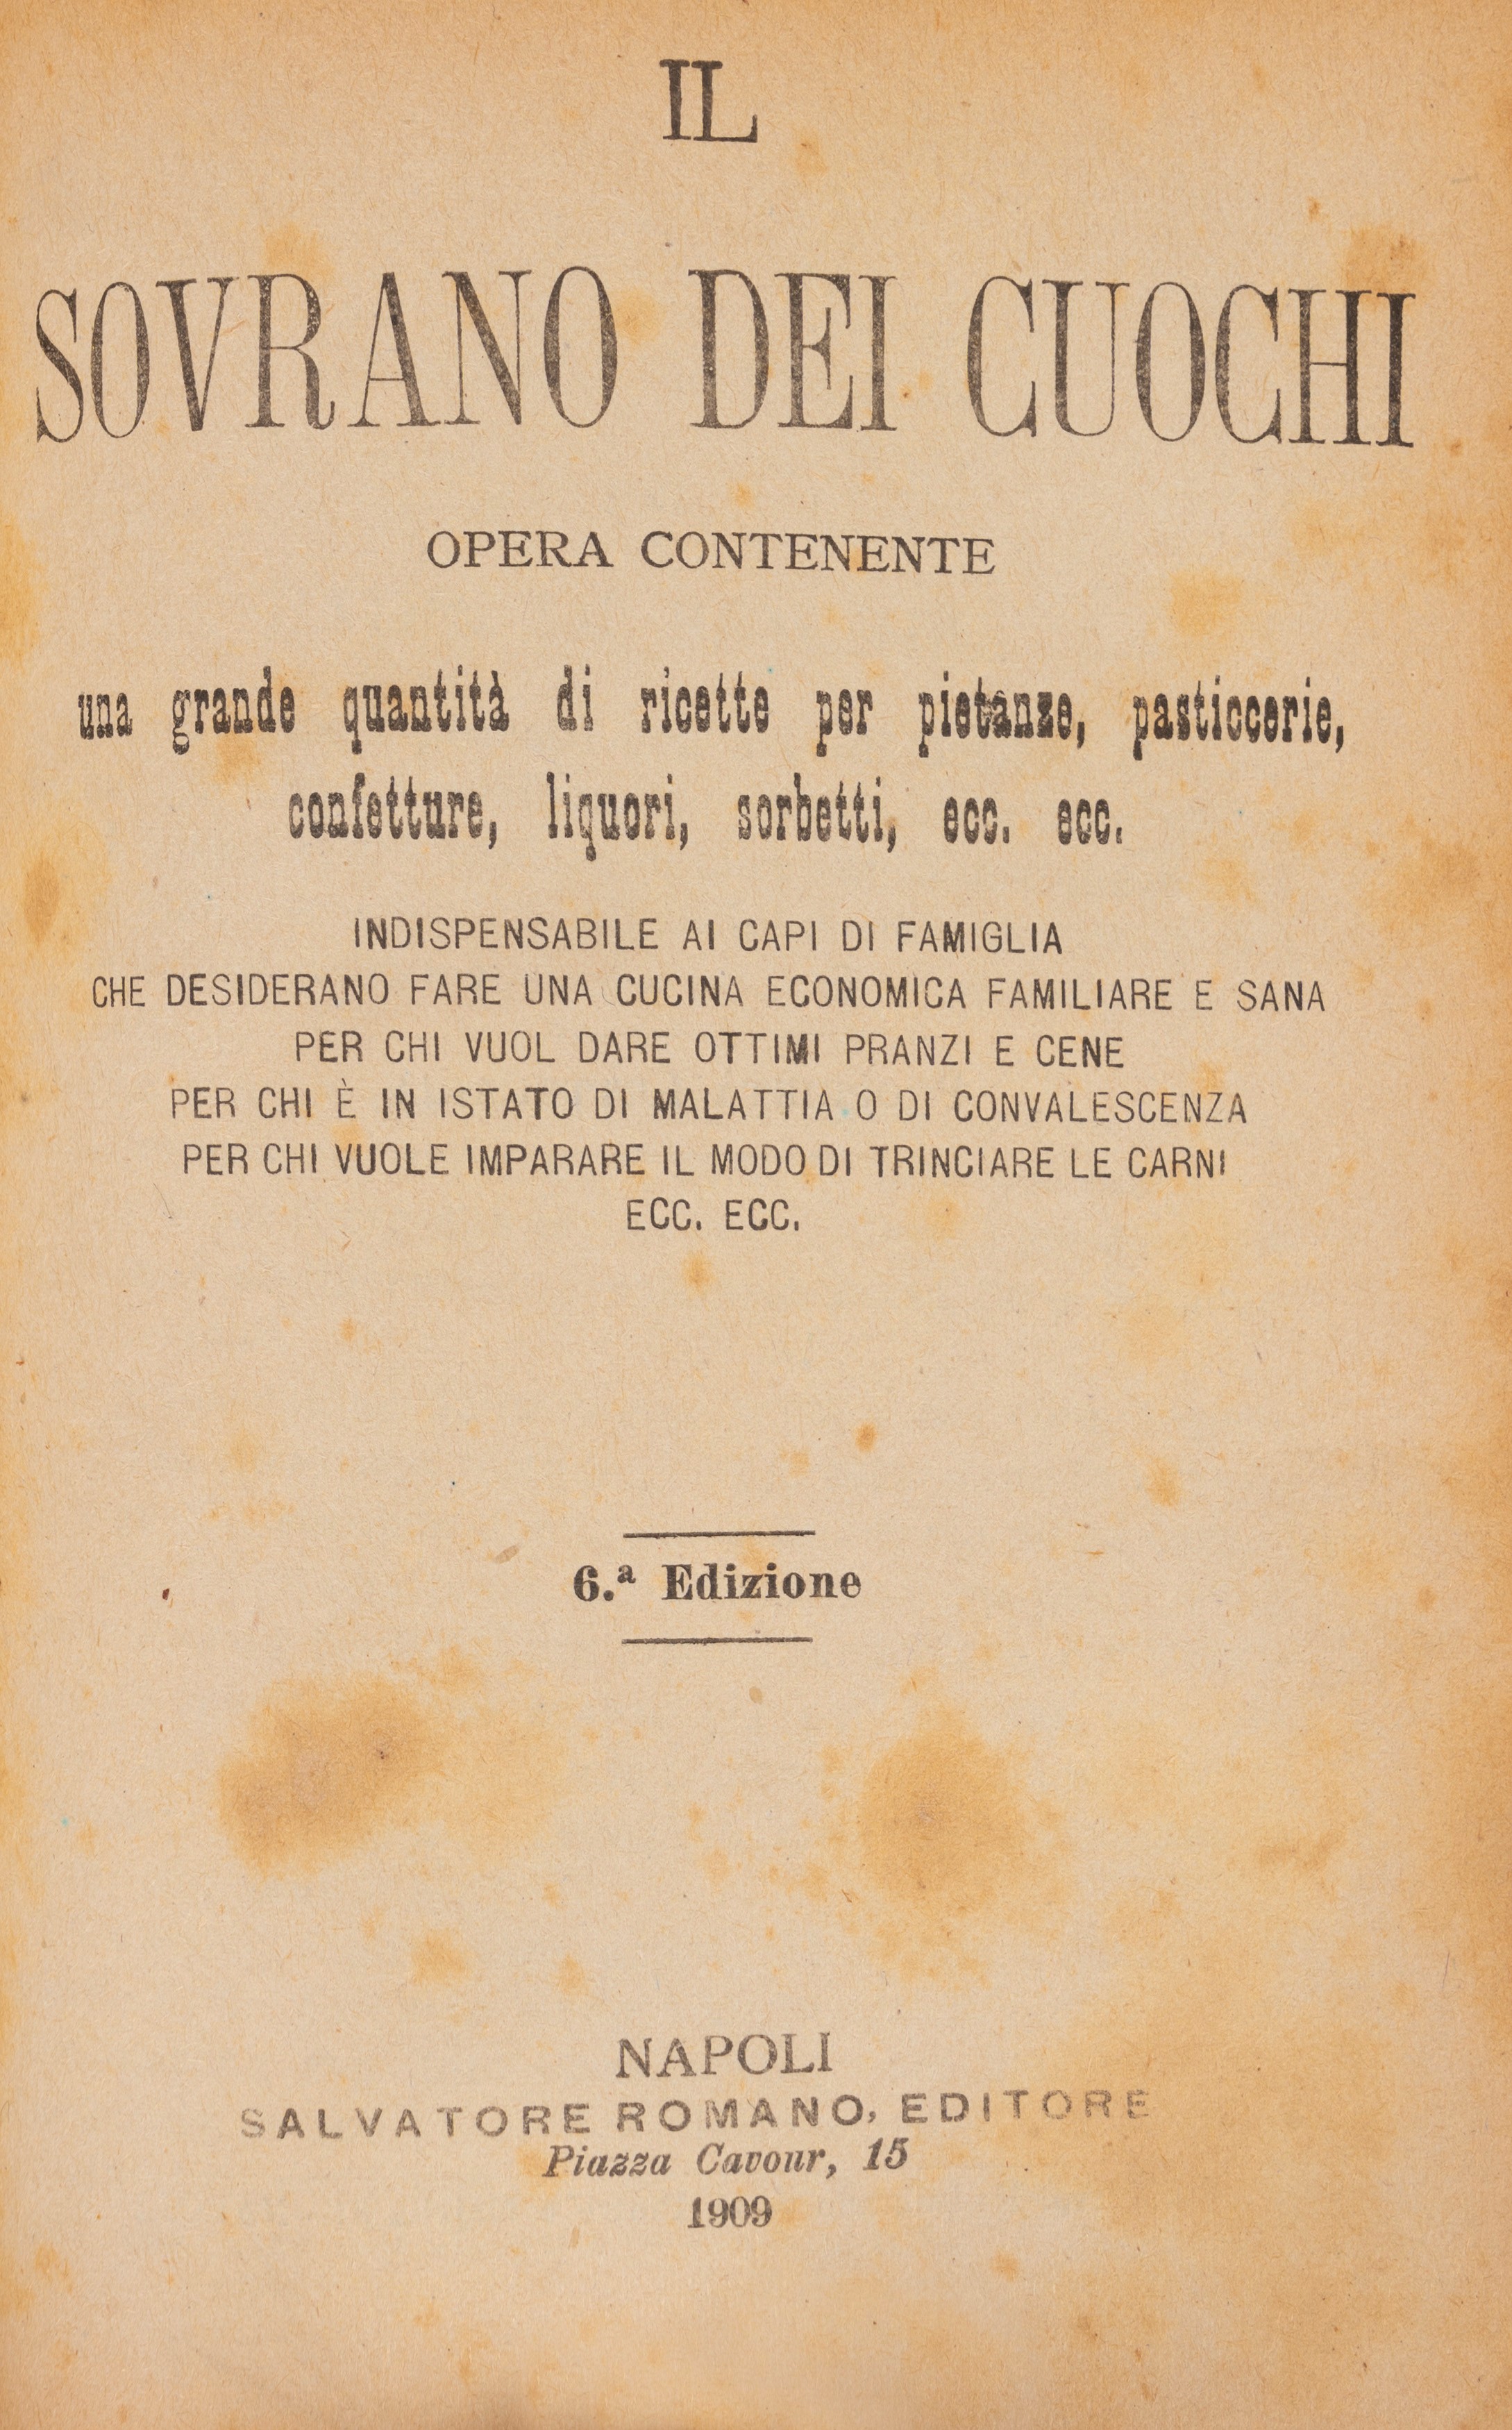 IL
SOVRANO DEI CUOCHI
OPERA CONTENENTE
una grande quantità di ricette per pietanze, pasticcerie,
confetture, liquori, sorbetti, ecc. ecc.
INDISPENSABILE AI CAPI DI FAMIGLIA
CHE DESIDERANO FARE UNA CUCINA ECONOMICA FAMILIARE E SANA
PER CHI VUOL DARE OTTIMI PRANZI E CENE
PER CHI È IN ISTATO DI MALATTIA O DI CONVALESCENZA
PER CHI VUOLE IMPARARE IL MODO DI TRINCIARE LE CARNI
ECC. ECC.
6.ª Edizione
NAPOLI
SALVATORE ROMANO, EDITORE
Piazza Cavour, 15
1909